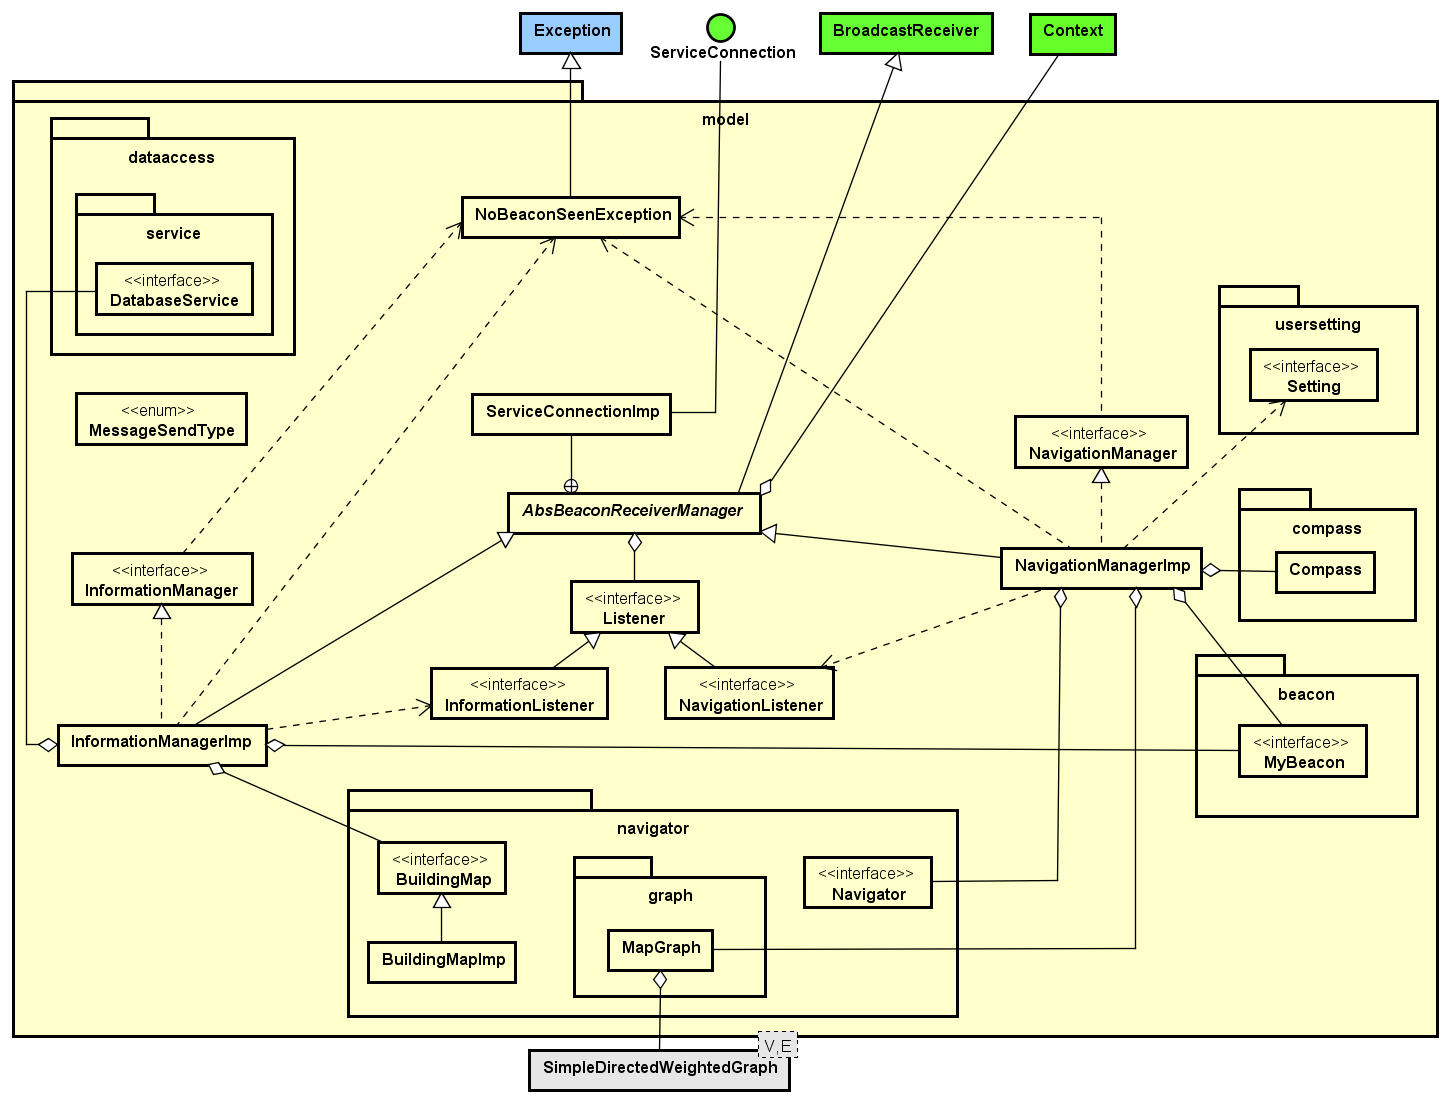 Exception
ServiceConnection
BroadcastReceiver
Context
model
dataaccess
service
<<interface>>
DatabaseService
NoBeaconSeenException
usersetting
<<interface>>
Setting
<<enum>>
MessageSendType
ServiceConnectionImp
<<interface>>
NavigationManager
AbsBeaconReceiverManager
compass
Compass
<<interface>>
InformationManager
NavigationManagerImp
<<interface>>
Listener
<<interface>>
InformationListener
<<interface>>
NavigationListener
beacon
<<interface>>
MyBeacon
InformationManagerImp
navigator
<<interface>>
BuildingMap
BuildingMapImp
graph
MapGraph
<<interface>>
Navigator
V,E
SimpleDirectedWeightedGraph